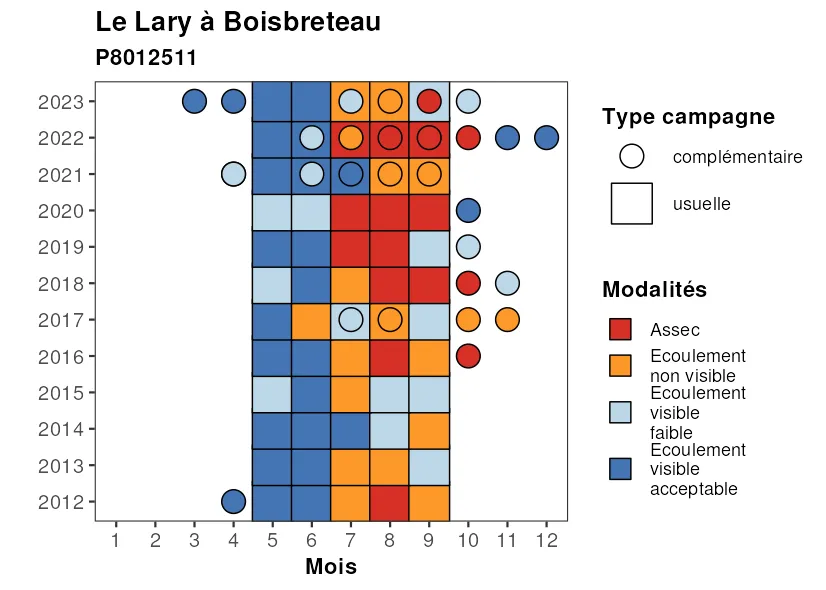 Le Lary à Boisbreteau
P8012511
2023
2022
2021
2020
2019
2018
2017
2016
2015
2014
2013
2012
1 2 3 4 5 6 7 8 9 10 11 12
Mois
Type campagne
complémentaire
usuelle
Modalités
Assec
Ecoulement
non visible
Ecoulement
visible
faible
Ecoulement
visible
acceptable